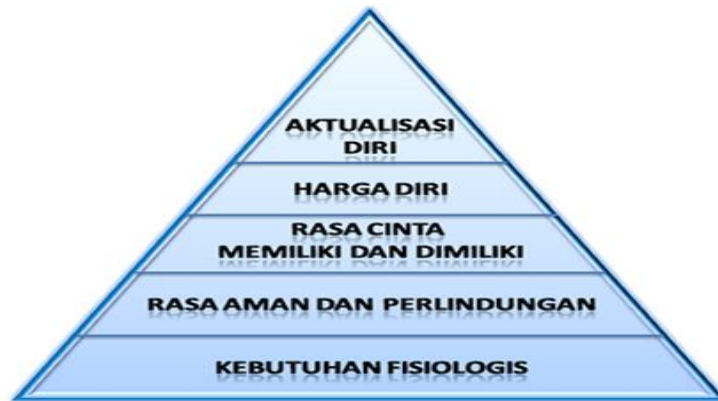 AKTUALISASI
DIRI
HARGA DIRI
RASA CINTA
MEMILIKI DAN DIMILIKI
RASA AMAN DAN PERLINDUNGAN
KEBUTUHAN FISIOLOGIS